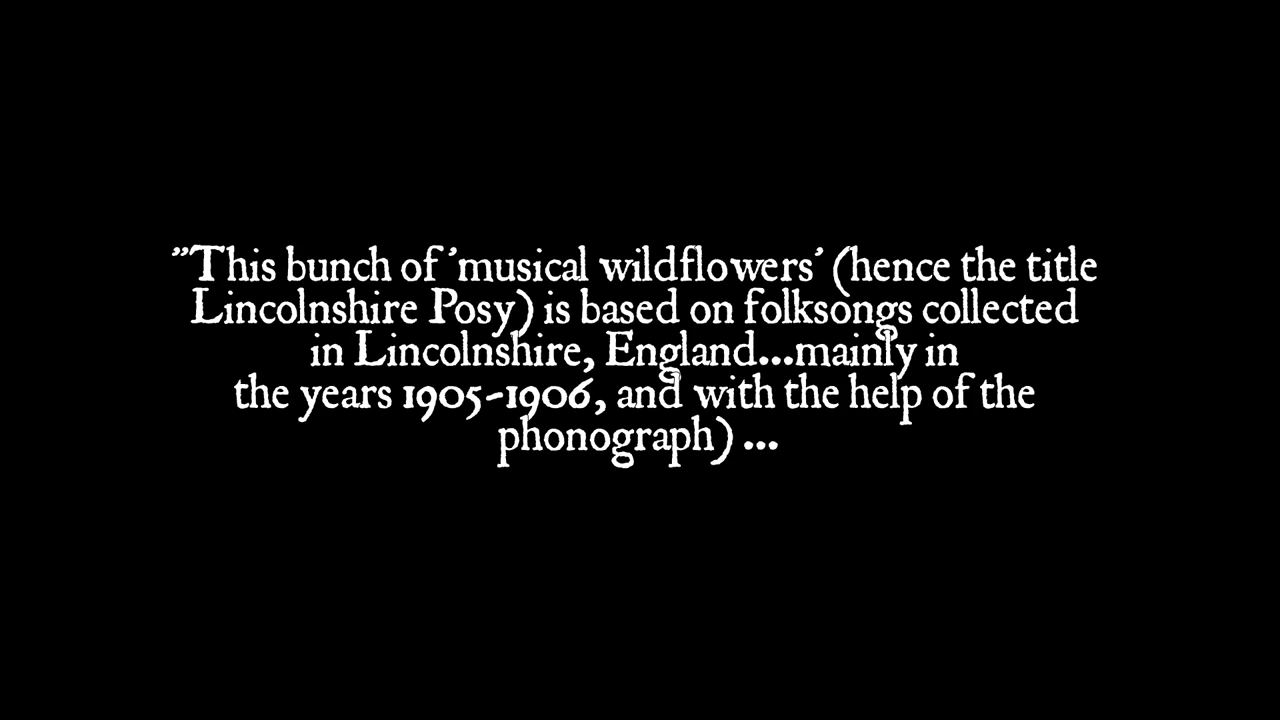 "This bunch of 'musical wildflowers' (hence the title
Lincolnshire Posy) is based on folksongs collected
in Lincolnshire, England...mainly in
the years 1905-1906, and with the help of the
phonograph) ...